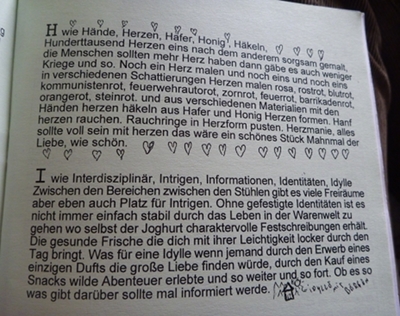 H wie Hände, Herzen, Hafer, Honig, Häkeln,
Hunderttausend Herzen eins nach dem anderem sorgsam gemalt,
die Menschen sollten mehr Herz haben dann gäbe es auch weniger
Kriege und so. Noch ein Herz malen und noch eins und noch eins
in verschiedenen Schattierungen Herzen malen rosa, rostrot, blutrot,
kommunistenrot, feuerwehrautorot, zornrot, feuerrot, barrikadenrot,
orangerot, steinrot. und aus verschiedenen Materialien mit den
Händen herzen häkeln aus Hafer und Honig Herzen formen. Hanf
herzen rauchen. Rauchringe in Herzform pusten. Herzmanie, alles
sollte voll sein mit herzen das wäre ein schönes Stück Mahnmal der
Liebe, wie schön.
I wie Interdisziplinär, Intrigen, Informationen, Identitäten, Idylle
Zwischen den Bereichen zwischen den Stühlen gibt es viele Freiräume
aber eben auch Platz für Intrigen. Ohne gefestigte Identitäten ist es
nicht immer einfach stabil durch das Leben in der Warenwelt zu
gehen wo selbst der Joghurt charaktervolle Festschreibungen erhält.
Die gesunde Frische die dich mit ihrer Leichtigkeit locker durch den
Tag bringt. Was für eine Idylle wenn jemand durch den Erwerb eines
einzigen Dufts die große Liebe finden würde, durch den Kauf eines
Snacks wilde Abenteuer erlebte und so weiter und so fort. Ob es so
was gibt darüber sollte mal informiert werde.